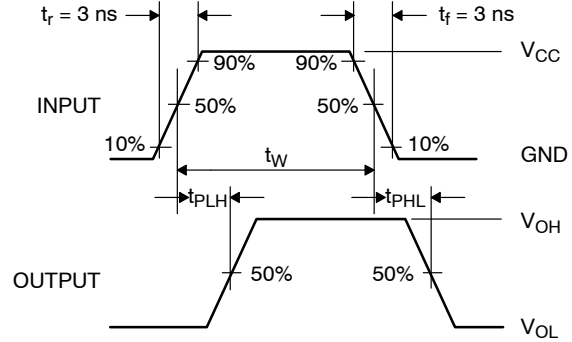 tr = 3 ns
tf = 3 ns
VCC
90%
90%
INPUT
50%
50%
10%
10%
GND
tW
tPLH
tPHL
VOH
OUTPUT
50%
50%
VOL